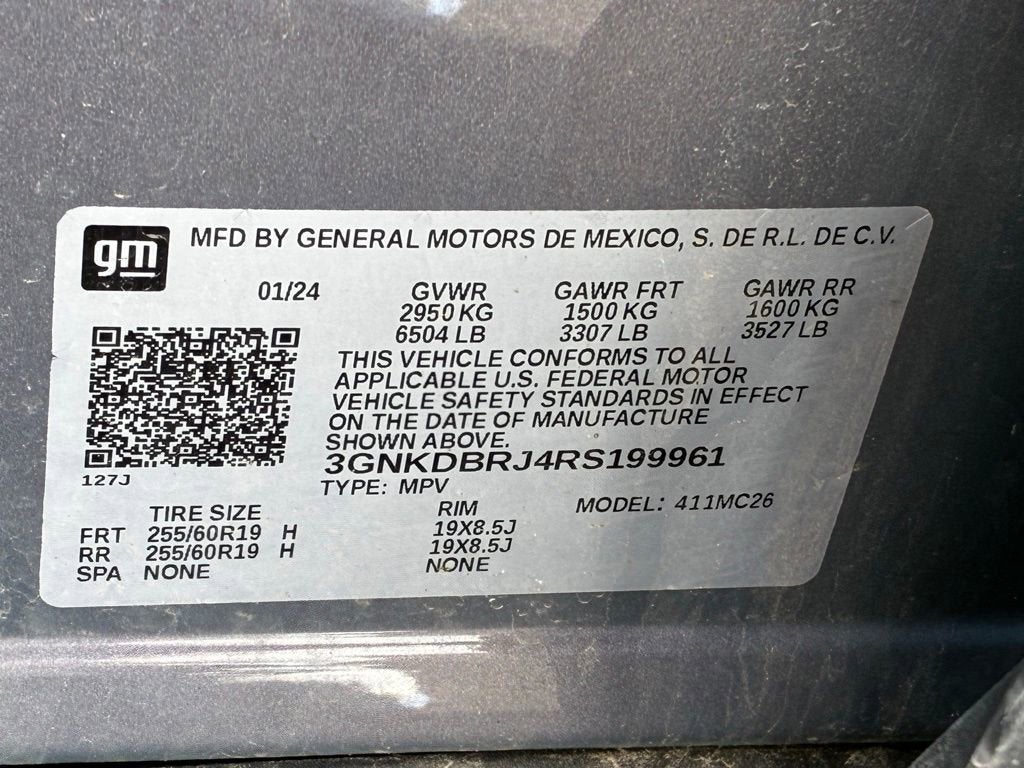 gm
MFD BY GENERAL MOTORS DE MEXICO, S. DE R.L. DE C.V.
01/24 GVWR GAWR FRT GAWR RR
2950 KG 1500 KG 1600 KG
6504 LB 3307 LB 3527 LB
THIS VEHICLE CONFORMS TO ALL
APPLICABLE U.S. FEDERAL MOTOR
VEHICLE SAFETY STANDARDS IN EFFECT
ON THE DATE OF MANUFACTURE
SHOWN ABOVE.
3GNKDBRJ4RS199961
127J
TYPE: MPV MODEL: 411MC26
TIRE SIZE RIM
FRT 255/60R19 H 19X8.5J
RR 255/60R19 H 19X8.5J
SPA NONE NONE